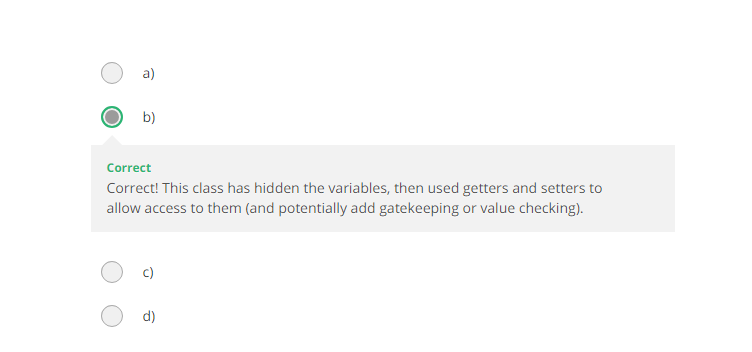 a)
b)
Correct
Correct! This class has hidden the variables, then used getters and setters to
allow access to them (and potentially add gatekeeping or value checking).
c)
d)